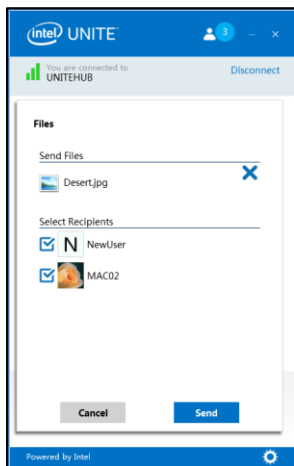 intel UNITE 3
You are connected to
UNITEHUB Disconnect
Files
Send Files
Desert.jpg
Select Recipients
N NewUser
MAC02
Cancel Send
Powered by Intel